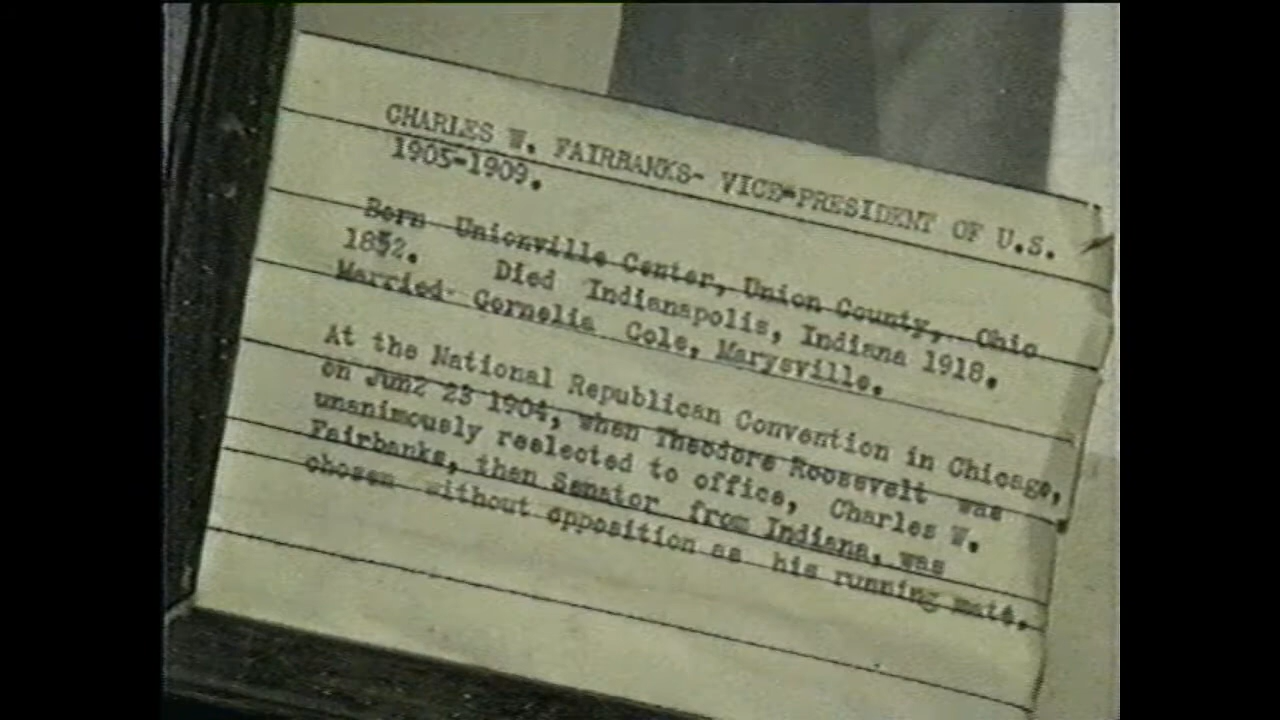 CHARLES W. FAIRBANKS- VICE-PRESIDENT OF U.S.
1905-1909.
Born Unionville Center, Union County, Ohio
1852. Died Indianapolis, Indiana 1918.
Married- Cornelia Cole, Marysville.
At the National Republican Convention in Chicago,
on Jun2 23 1904, when Theodore Roosevelt was
unanimously reelected to office, Charles W.
Fairbanks, then Senator from Indiana, was
chosen without opposition as his running mate.